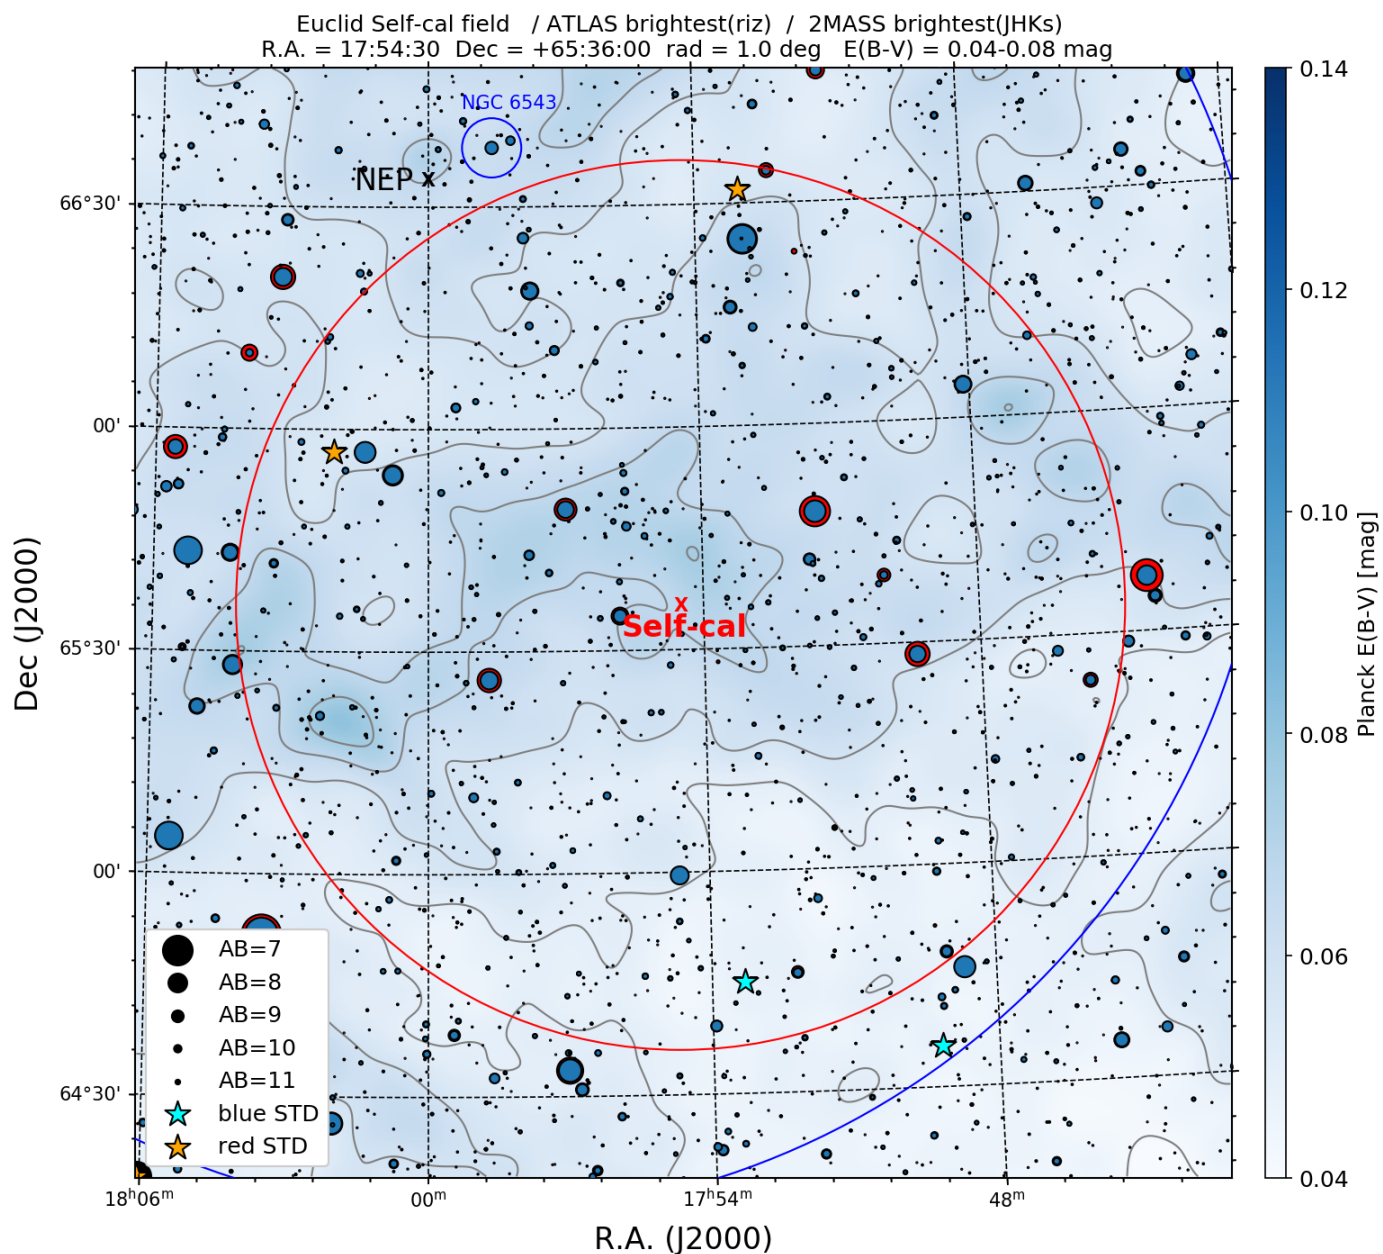 Euclid Self-cal field / ATLAS brightest(riz) / 2MASS brightest(JHKs)
R.A. = 17:54:30 Dec = +65:36:00 rad = 1.0 deg E(B-V) = 0.04-0.08 mag
NGC 6543
NEP x
66°30'
00'
65°30'
00'
64°30'
x
Self-cal
AB=7
AB=8
AB=9
AB=10
AB=11
blue STD
red STD
18ʰ06ᵐ
00ᵐ
17ʰ54ᵐ
48ᵐ
R.A. (J2000)
Dec (J2000)
0.14
0.12
0.10
0.08
0.06
0.04
Planck E(B-V) [mag]